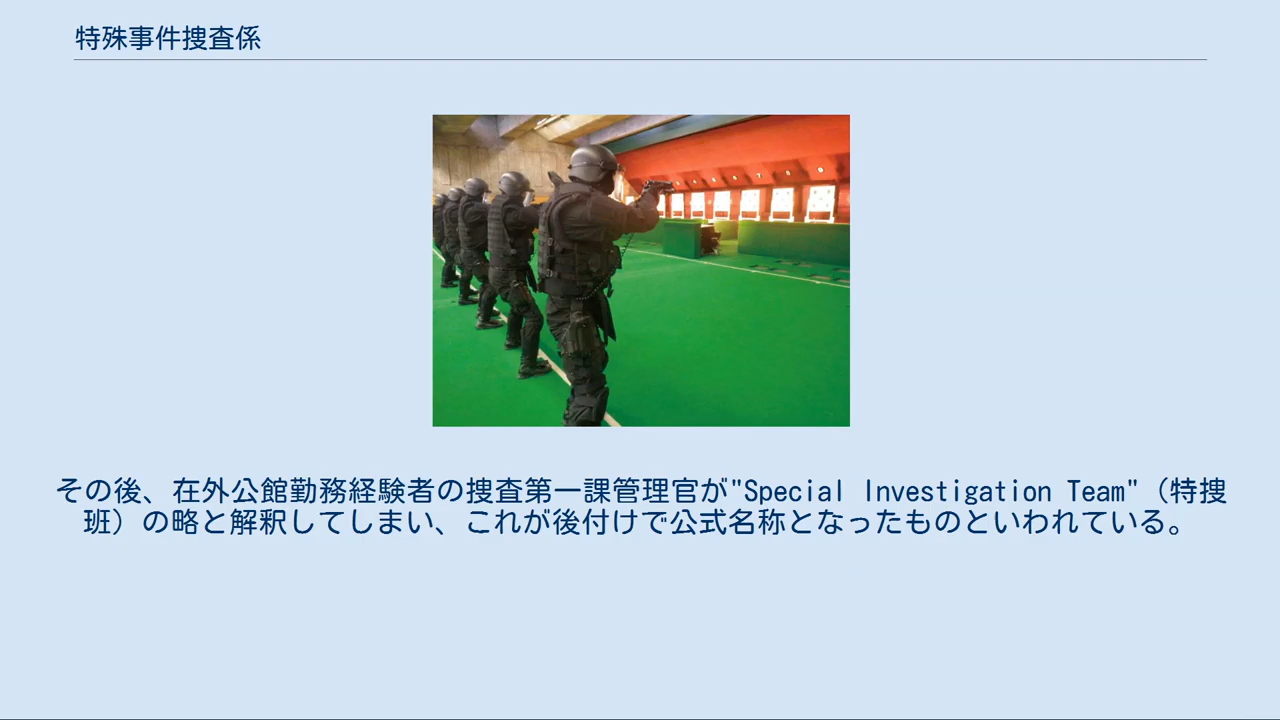 特殊事件捜査係
その後、在外公館勤務経験者の捜査第一課管理官が"Special Investigation Team"（特捜
班）の略と解釈してしまい、これが後付けで公式名称となったものといわれている。